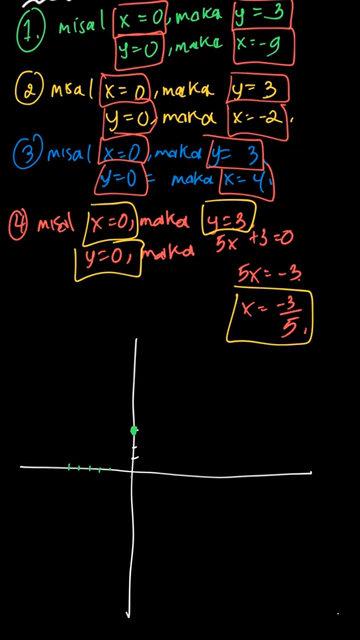 1. misal x = 0, maka y = 3
y = 0, maka x = -9
2 misal x = 0, maka y = 3
y = 0, maka x = -2.
3 misal x = 0, maka y = 3
y = 0 = maka x = 4,
4 misal x = 0, maka y = 3
y = 0, maka 5x + 3 = 0
5x = -3
x = -3/5.